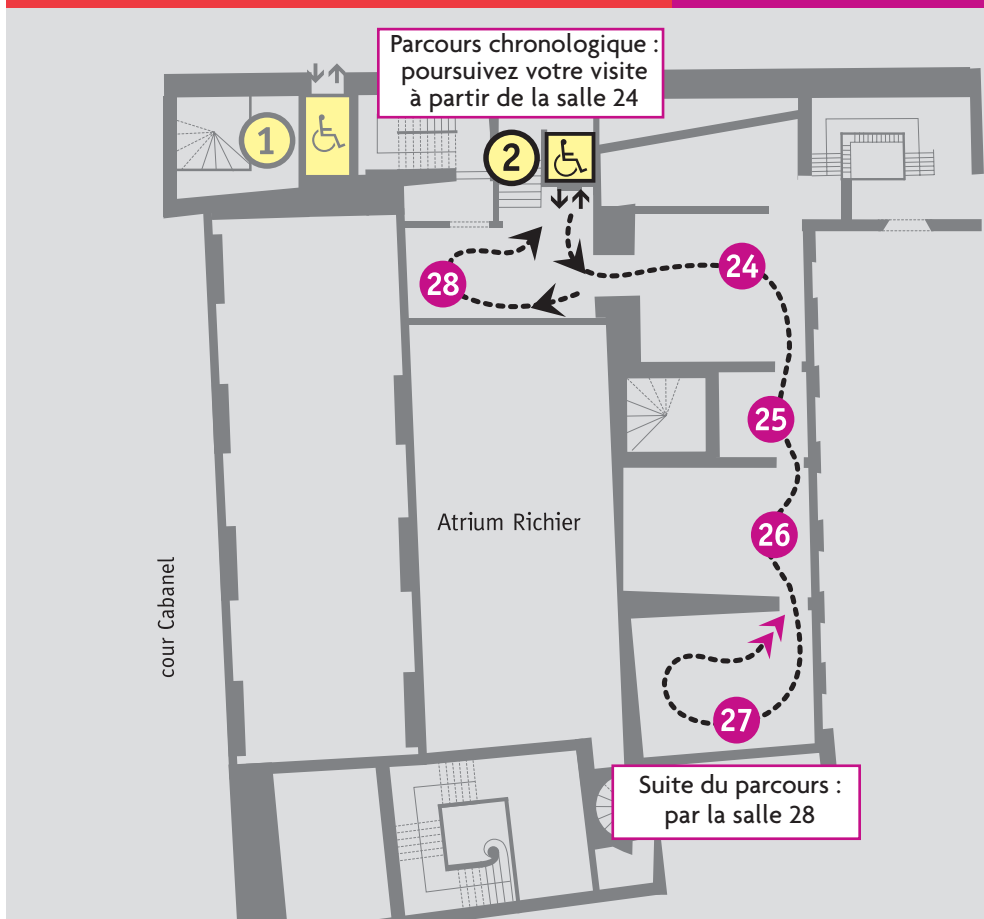 Parcours chronologique :
poursuivez votre visite
à partir de la salle 24
1
2
24
28
25
26
Atrium Richier
cour Cabanel
27
Suite du parcours :
par la salle 28